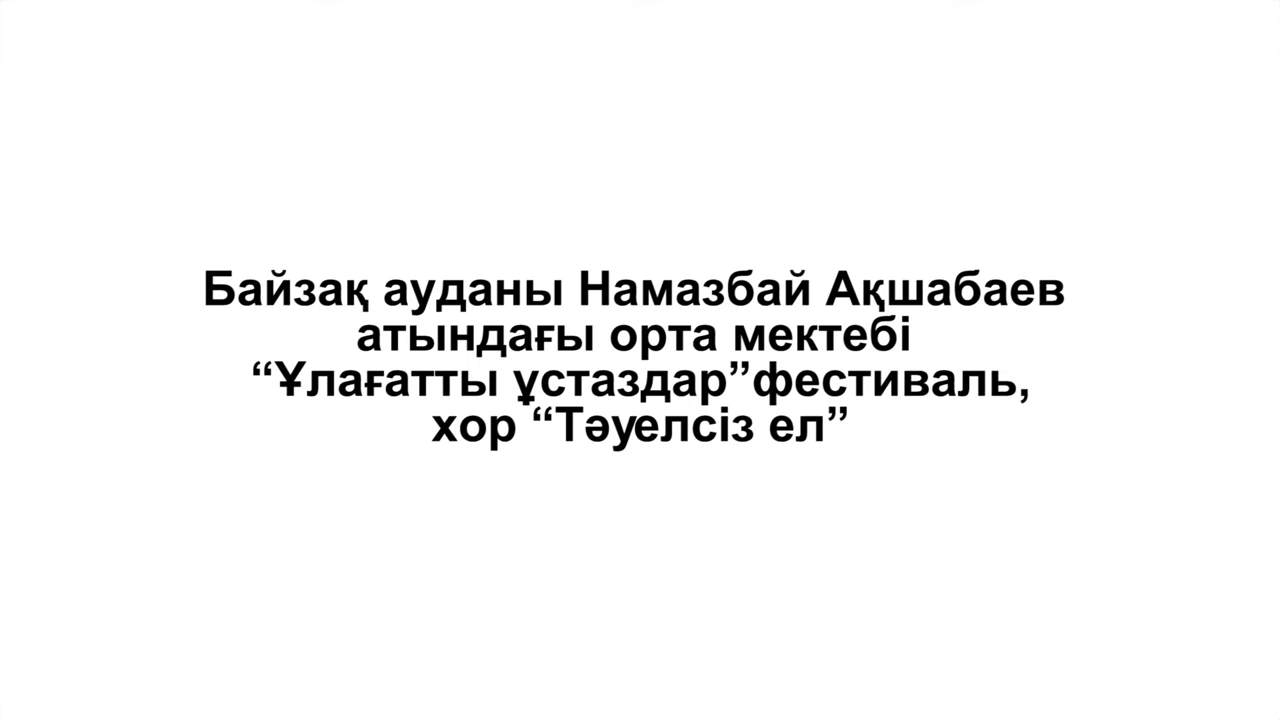 Байзақ ауданы Намазбай Ақшабаев
атындағы орта мектебі
“Ұлағатты ұстаздар”фестиваль,
хор “Тәуелсіз ел”